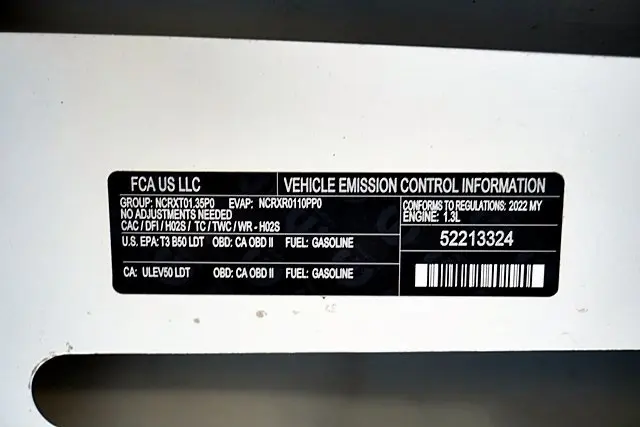 FCA US LLC
VEHICLE EMISSION CONTROL INFORMATION
GROUP: NCRXT01.35P0 EVAP: NCRXR0110PP0
NO ADJUSTMENTS NEEDED
CAC / DFI / H02S / TC / TWC / WR - H02S
U.S. EPA: T3 B50 LDT OBD: CA OBD II FUEL: GASOLINE
CA: ULEV50 LDT OBD: CA OBD II FUEL: GASOLINE
CONFORMS TO REGULATIONS: 2022 MY
ENGINE: 1.3L
52213324